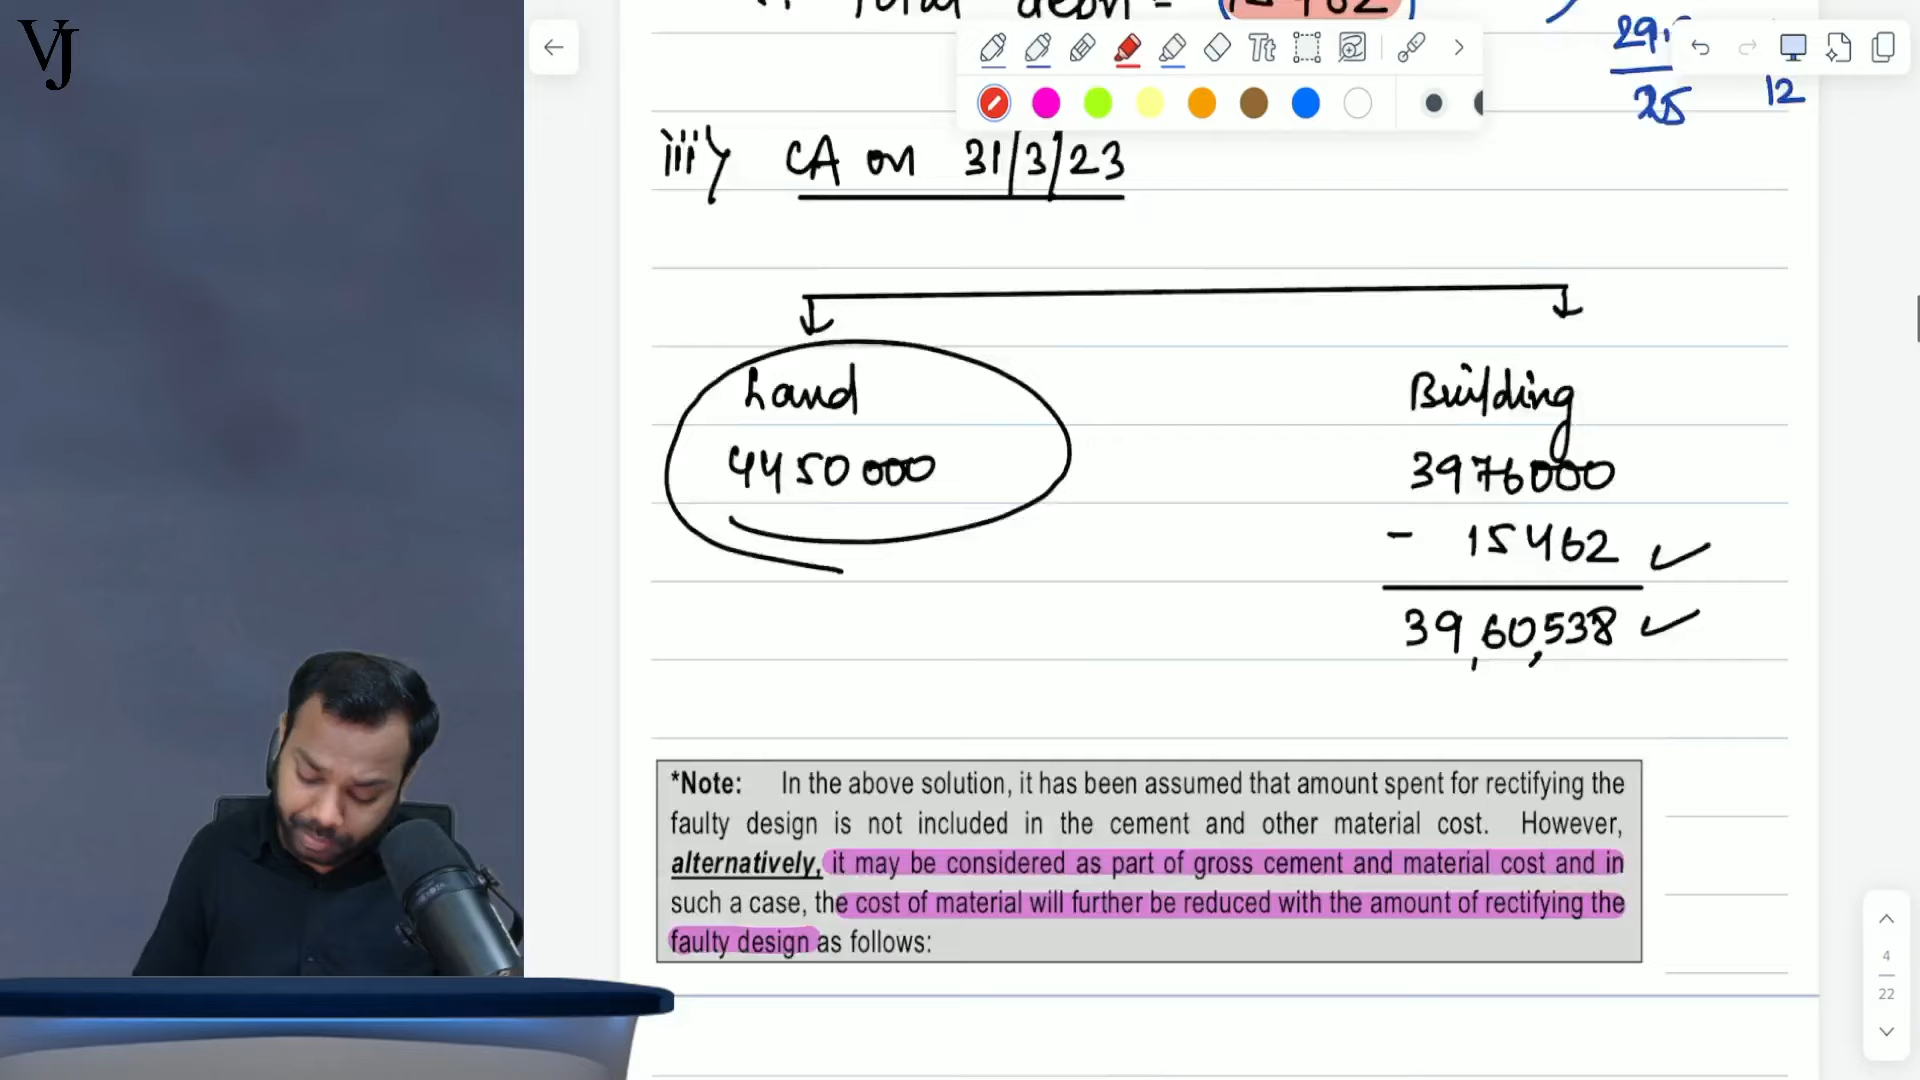 VJ
Total depn = 15462
29.
25
12
Tt
iii) CA on 31/3/23
Land
4450000
Building
3976000
- 15462
39,60,538
*Note: In the above solution, it has been assumed that amount spent for rectifying the
faulty design is not included in the cement and other material cost. However,
alternatively, it may be considered as part of gross cement and material cost and in
such a case, the cost of material will further be reduced with the amount of rectifying the
faulty design as follows:
4
22